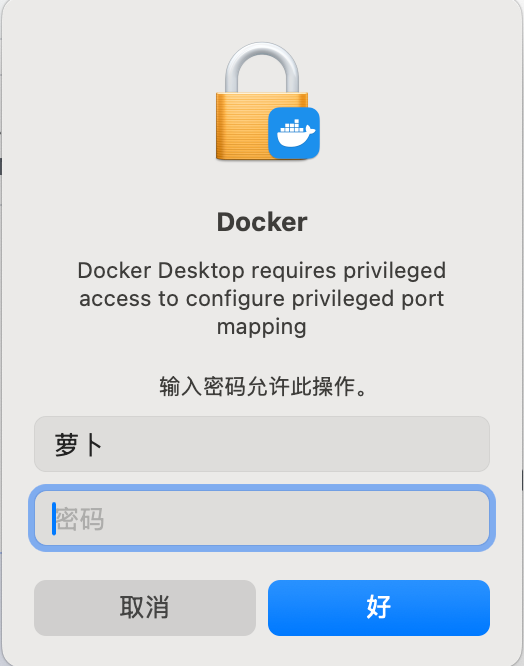 Docker
Docker Desktop requires privileged
access to configure privileged port
mapping
输入密码允许此操作。
萝卜
密码
取消
好